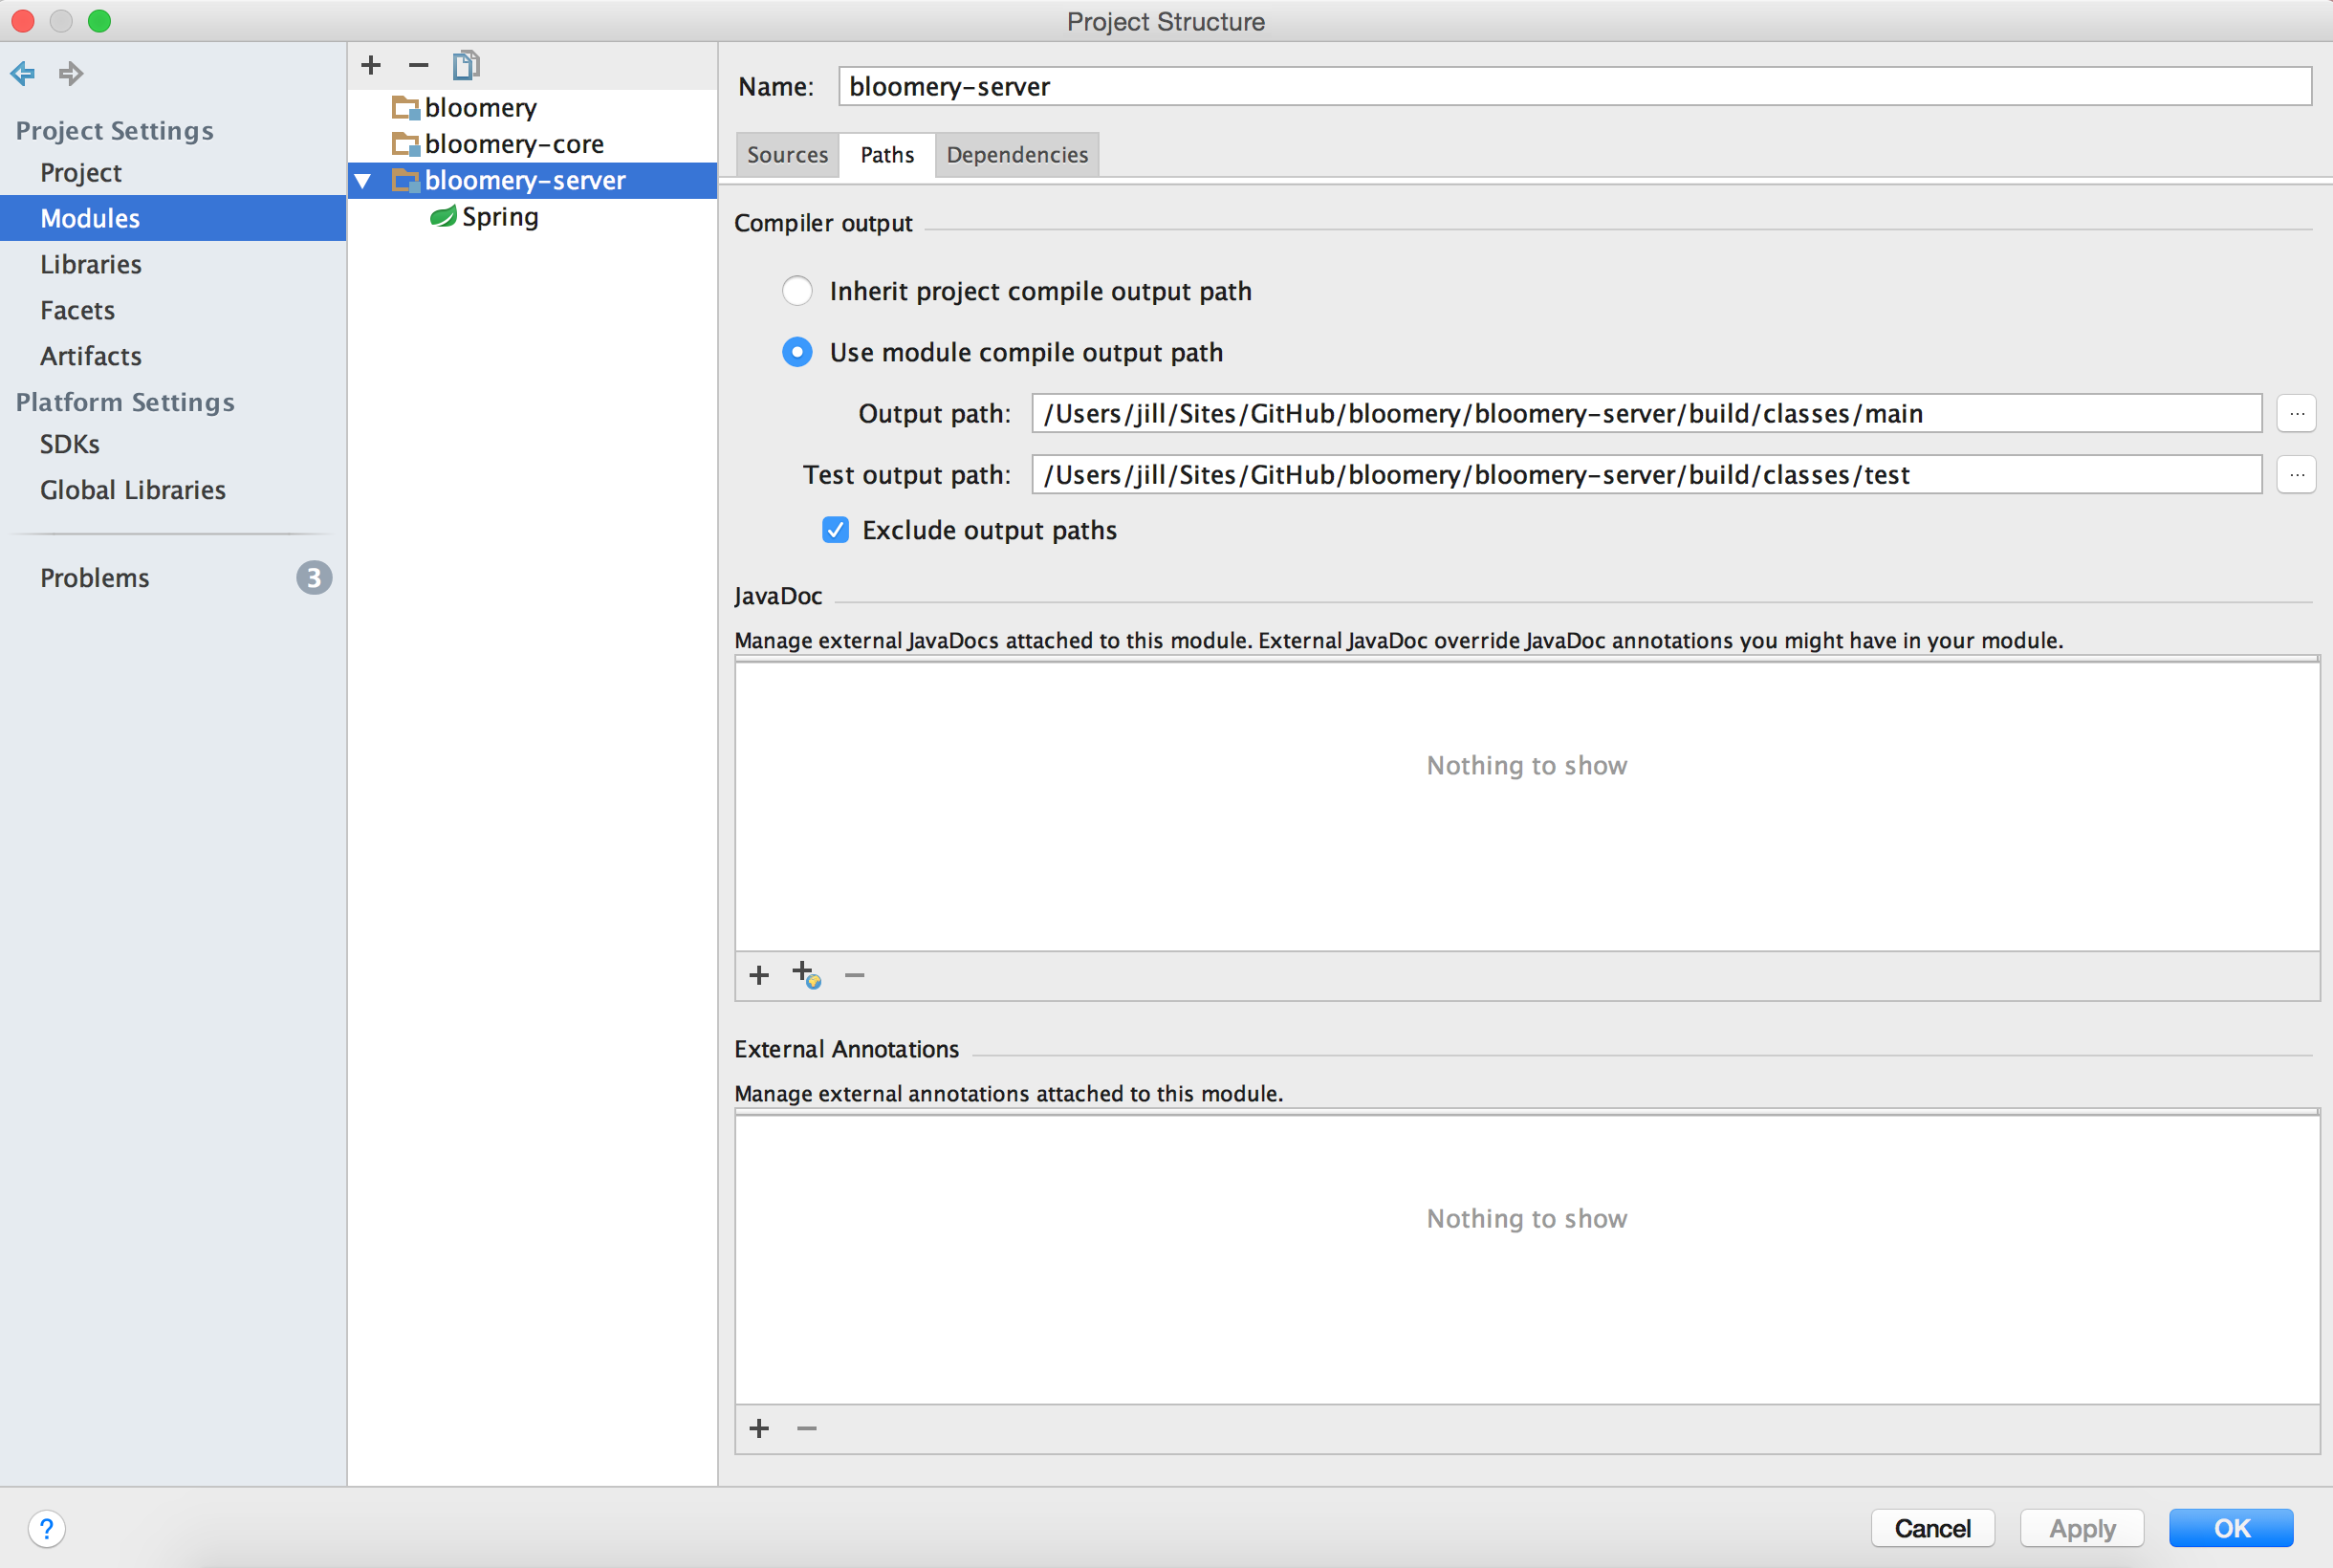 Project Structure
Project Settings
Project
Modules
Libraries
Facets
Artifacts
Platform Settings
SDKs
Global Libraries
Problems 3
bloomery
bloomery-core
bloomery-server
Spring
Name: bloomery-server
Sources Paths Dependencies
Compiler output
Inherit project compile output path
Use module compile output path
Output path: /Users/jill/Sites/GitHub/bloomery/bloomery-server/build/classes/main ...
Test output path: /Users/jill/Sites/GitHub/bloomery/bloomery-server/build/classes/test ...
Exclude output paths
JavaDoc
Manage external JavaDocs attached to this module. External JavaDoc override JavaDoc annotations you might have in your module.
Nothing to show
External Annotations
Manage external annotations attached to this module.
Nothing to show
? Cancel Apply OK